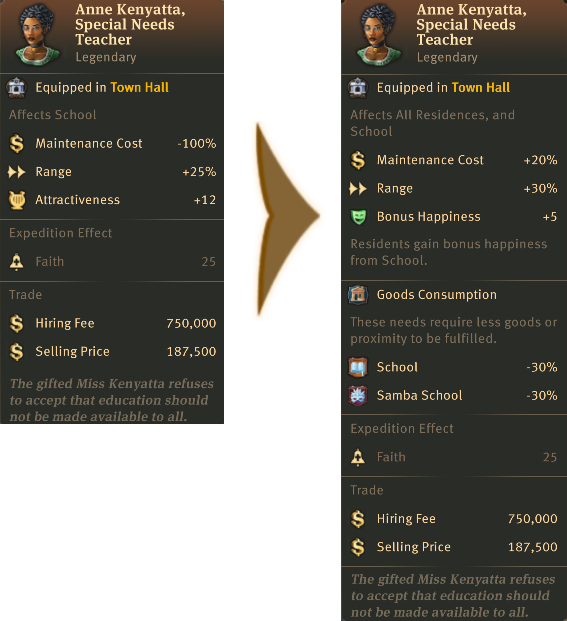 Anne Kenyatta,
Special Needs
Teacher
Legendary
Equipped in Town Hall
Affects School
Maintenance Cost -100%
Range +25%
Attractiveness +12
Expedition Effect
Faith 25
Trade
Hiring Fee 750,000
Selling Price 187,500
The gifted Miss Kenyatta refuses
to accept that education should
not be made available to all.
Anne Kenyatta,
Special Needs
Teacher
Legendary
Equipped in Town Hall
Affects All Residences, and
School
Maintenance Cost +20%
Range +30%
Bonus Happiness +5
Residents gain bonus happiness
from School.
Goods Consumption
These needs require less goods or
proximity to be fulfilled.
School -30%
Samba School -30%
Expedition Effect
Faith 25
Trade
Hiring Fee 750,000
Selling Price 187,500
The gifted Miss Kenyatta refuses
to accept that education should
not be made available to all.